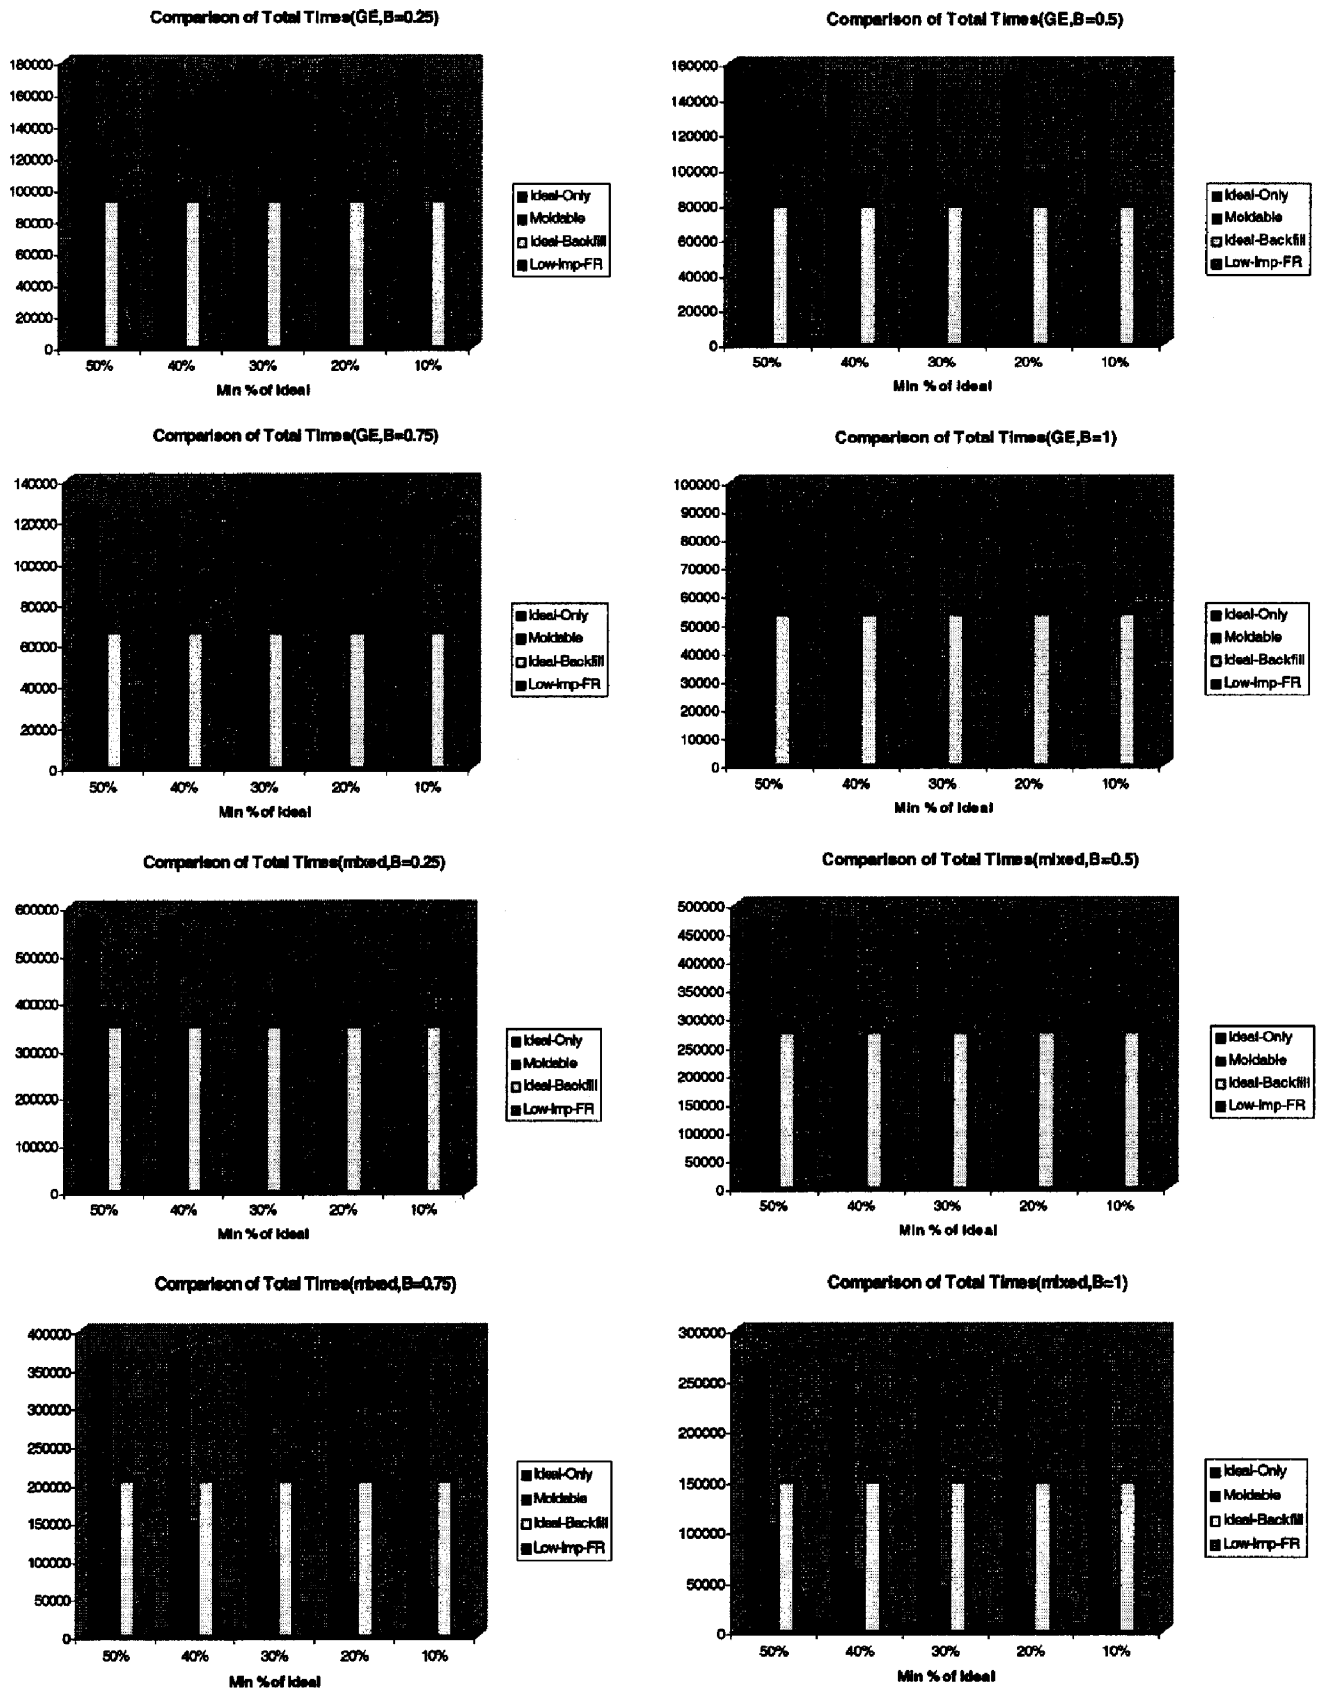 Comparison of Total Times(GE,B=0.25)
180000
160000
140000
120000
100000
80000
60000
40000
20000
0
50% 40% 30% 20% 10%
Min % of Ideal
Ideal-Only
Moldable
Ideal-Backfill
Low-Imp-FR
Comparison of Total Times(GE,B=0.5)
160000
140000
120000
100000
80000
60000
40000
20000
0
50% 40% 30% 20% 10%
Min % of Ideal
Ideal-Only
Moldable
Ideal-Backfill
Low-Imp-FR
Comparison of Total Times(GE,B=0.75)
140000
120000
100000
80000
60000
40000
20000
0
50% 40% 30% 20% 10%
Min % of Ideal
Ideal-Only
Moldable
Ideal-Backfill
Low-Imp-FR
Comparison of Total Times(GE,B=1)
100000
90000
80000
70000
60000
50000
40000
30000
20000
10000
0
50% 40% 30% 20% 10%
Min % of Ideal
Ideal-Only
Moldable
Ideal-Backfill
Low-Imp-FR
Comparison of Total Times(mixed,B=0.25)
600000
500000
400000
300000
200000
100000
0
50% 40% 30% 20% 10%
Min % of Ideal
Ideal-Only
Moldable
Ideal-Backfill
Low-Imp-FR
Comparison of Total Times(mixed,B=0.5)
500000
450000
400000
350000
300000
250000
200000
150000
100000
50000
0
50% 40% 30% 20% 10%
Min % of Ideal
Ideal-Only
Moldable
Ideal-Backfill
Low-Imp-FR
Comparison of Total Times(mixed,B=0.75)
400000
350000
300000
250000
200000
150000
100000
50000
0
50% 40% 30% 20% 10%
Min % of Ideal
Ideal-Only
Moldable
Ideal-Backfill
Low-Imp-FR
Comparison of Total Times(mixed,B=1)
300000
250000
200000
150000
100000
50000
0
50% 40% 30% 20% 10%
Min % of Ideal
Ideal-Only
Moldable
Ideal-Backfill
Low-Imp-FR